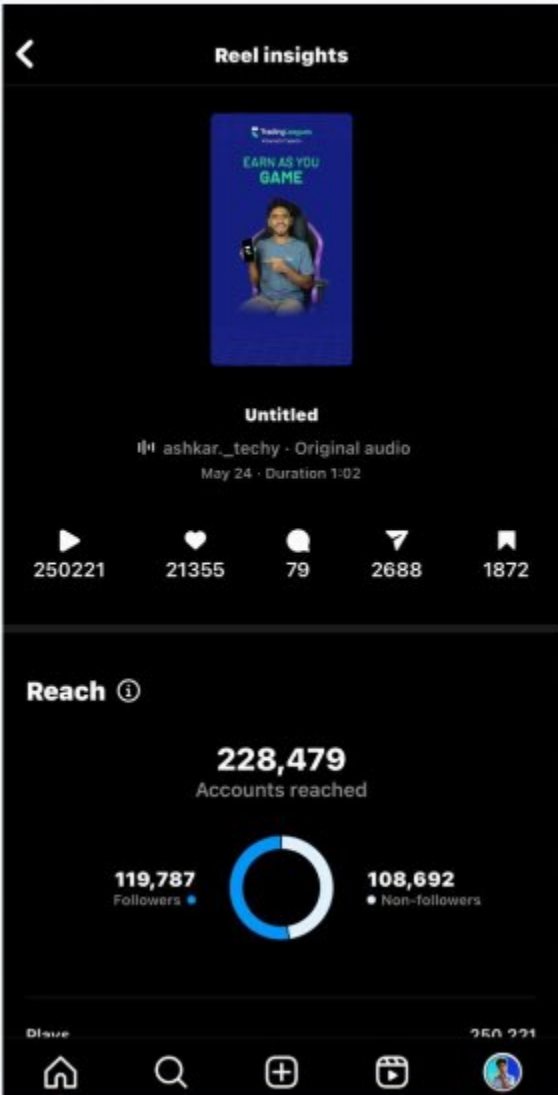 Reel insights
TradingLeagues
EARN AS YOU
GAME
Untitled
ashkar._techy · Original audio
May 24 · Duration 1:02
250221 21355 79 2688 1872
Reach
228,479
Accounts reached
119,787 108,692
Followers Non-followers
Plays 250,221